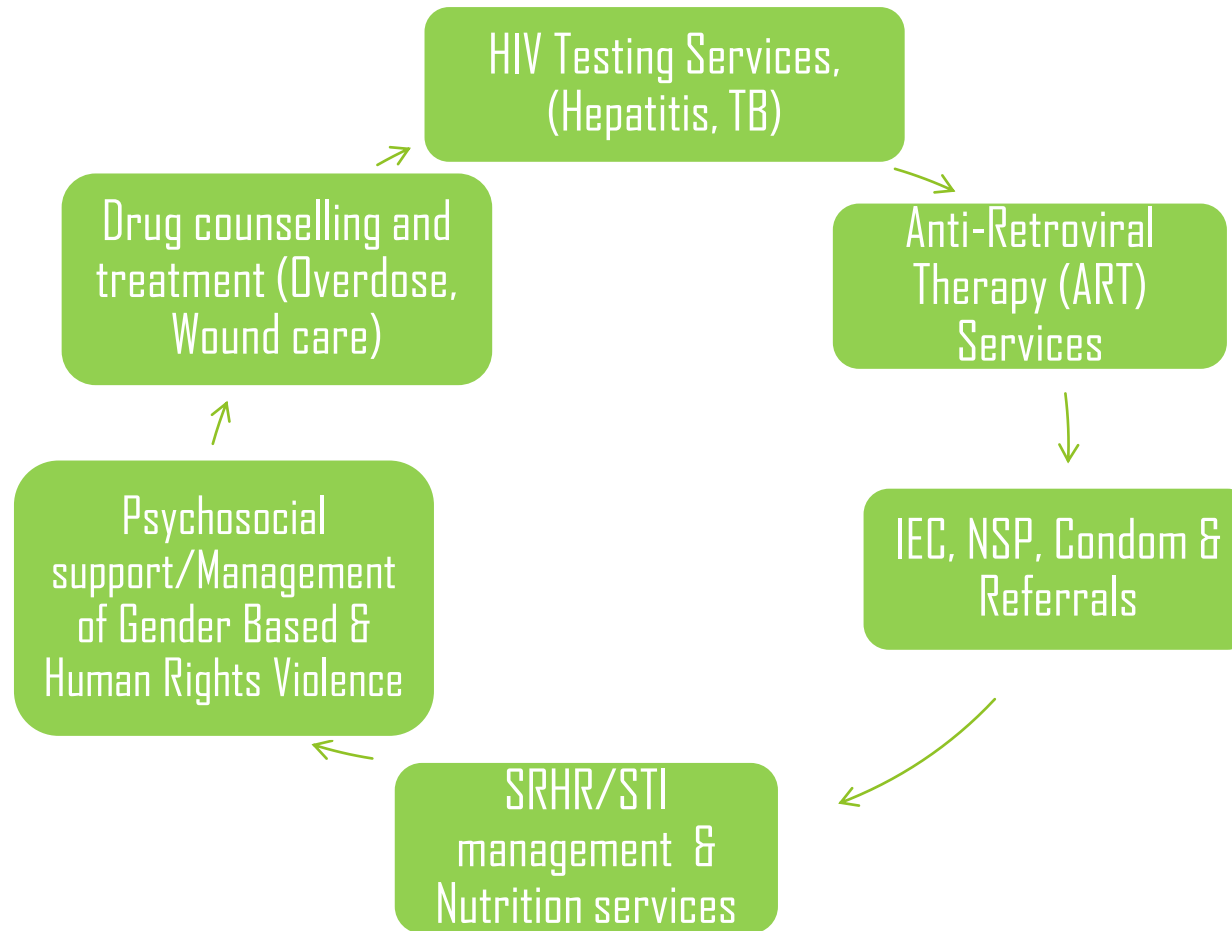 HIV Testing Services,
(Hepatitis, TB)
Anti-Retroviral
Therapy (ART)
Services
IEC, NSP, Condom &
Referrals
SRHR/STI
management &
Nutrition services
Psychosocial
support/Management
of Gender Based &
Human Rights Violence
Drug counselling and
treatment (Overdose,
Wound care)